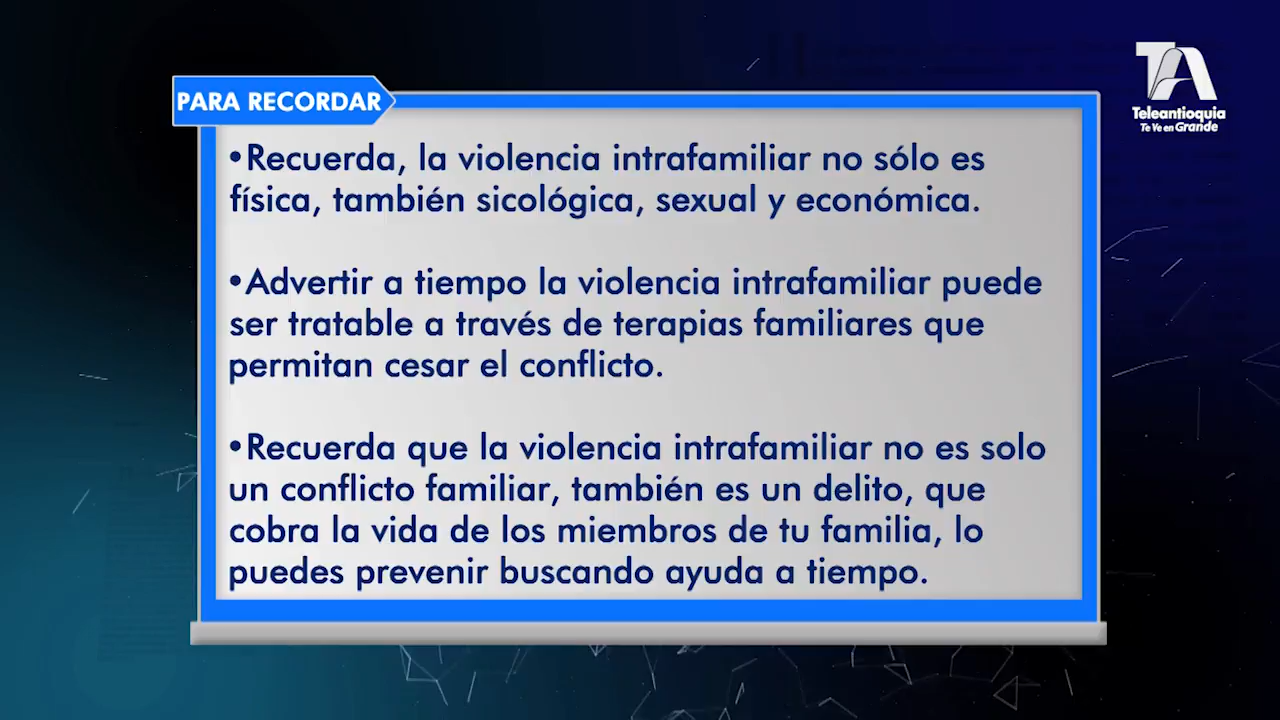 PARA RECORDAR
TA
Teleantioquia
Te Ve en Grande
•Recuerda, la violencia intrafamiliar no sólo es
física, también sicológica, sexual y económica.
•Advertir a tiempo la violencia intrafamiliar puede
ser tratable a través de terapias familiares que
permitan cesar el conflicto.
•Recuerda que la violencia intrafamiliar no es solo
un conflicto familiar, también es un delito, que
cobra la vida de los miembros de tu familia, lo
puedes prevenir buscando ayuda a tiempo.